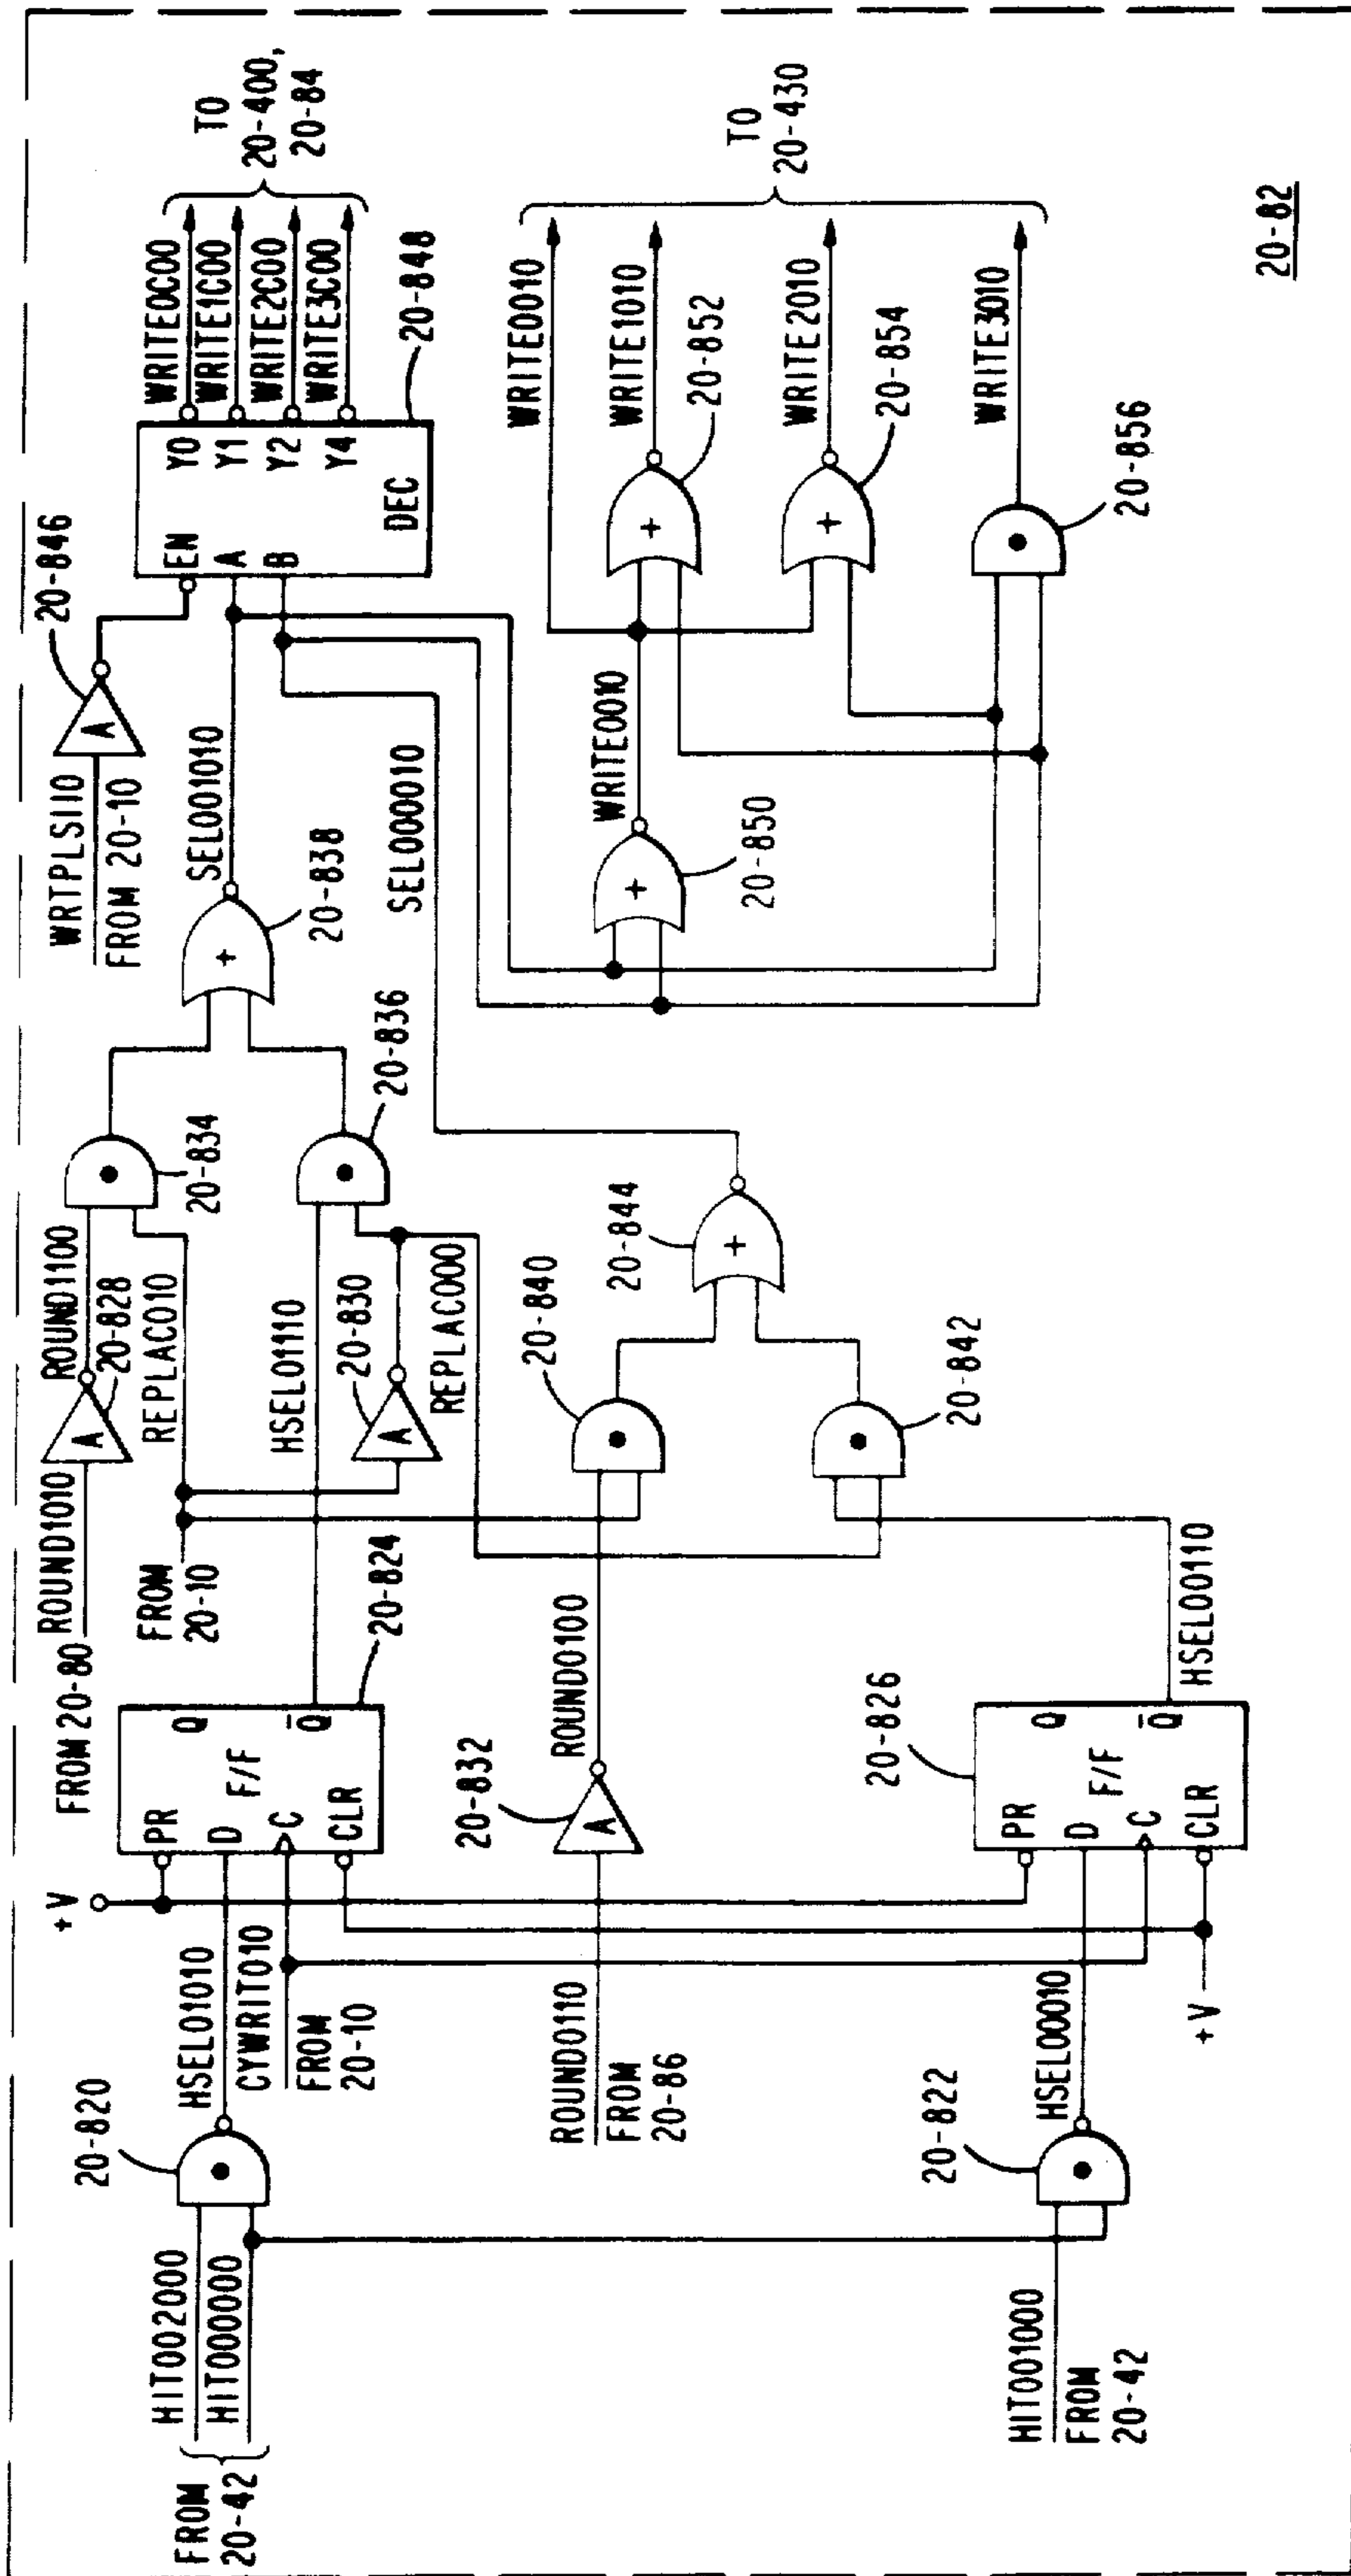 FROM
20-42
HIT002000
HIT000000
20-820
HSEL01010
CYWRIT010
FROM
20-10
+V
PR
D
C
CLR
F/F
Q
Q̅
20-824
FROM 20-80
ROUND1010
A
20-828
ROUND1100
FROM
20-10
REPLAC010
HSEL01110
A
20-830
REPLAC000
20-834
20-836
+
20-838
SEL001010
WRTPLS110
FROM 20-10
A
20-846
EN
A
B
Y0
Y1
Y2
Y4
DEC
20-848
WRITE0C00
WRITE1C00
WRITE2C00
WRITE3C00
TO
20-400,
20-84
ROUND0110
FROM
20-86
20-832
A
ROUND0100
20-840
20-842
20-844
+
SEL000010
+
20-850
WRITE0010
WRITE0010
+
20-852
WRITE1010
+
20-854
WRITE2010
20-856
WRITE3010
TO
20-430
HIT001000
FROM
20-42
20-822
HSEL00010
+V
20-826
PR
D
C
CLR
F/F
Q
Q̅
HSEL00110
20-82